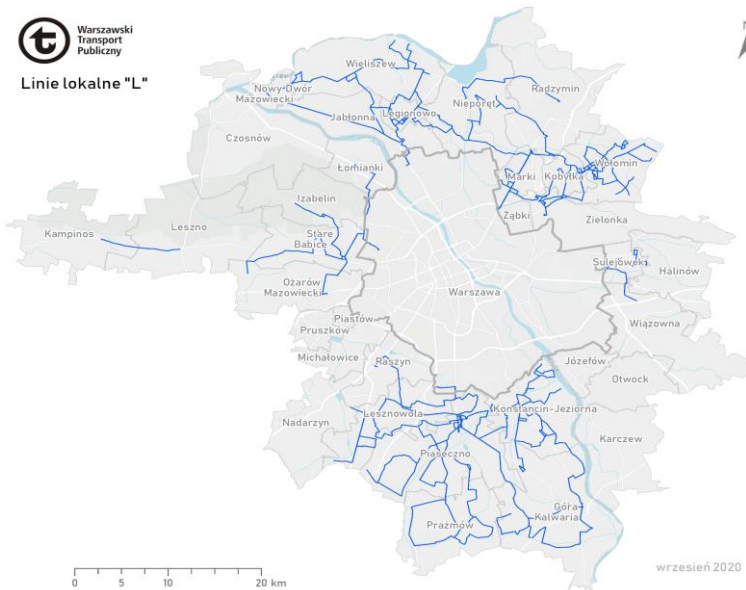 Warszawski
Transport
Publiczny
Linie lokalne "L"
Wieliszew
Nowy Dwór
Mazowiecki
Legionowo
Jabłonna
Nieporęt
Radzymin
Czosnów
Łomianki
Wołomin
Marki
Kobyłka
Izabelin
Ząbki
Zielonka
Leszno
Kampinos
Stare
Babice
Sulejówek
Halinów
Ożarów
Mazowiecki
Warszawa
Wiązowna
Piastów
Pruszków
Michałowice
Raszyn
Józefów
Otwock
Nadarzyn
Lesznowola
Konstancin-Jeziorna
Karczew
Piaseczno
Góra
Kalwaria
Prażmów
wrzesień 2020
0 5 10 20 km